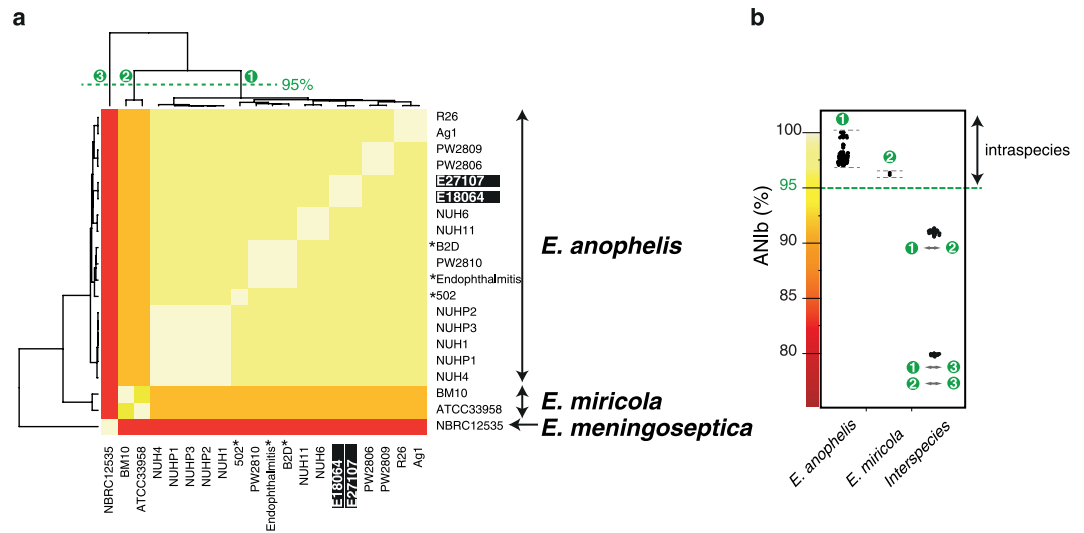 a
3
2
1
95%
R26
Ag1
PW2809
PW2806
E27107
E18064
NUH6
NUH11
*B2D
PW2810
*Endophthalmitis
*502
NUHP2
NUHP3
NUH1
NUHP1
NUH4
BM10
ATCC33958
NBRC12535
E. anophelis
E. miricola
E. meningoseptica
NBRC12535
BM10
ATCC33958
NUH4
NUHP1
NUHP3
NUHP2
NUH1
502*
PW2810
Endophthalmitis*
B2D*
NUH11
NUH6
E18064
E27107
PW2806
PW2809
R26
Ag1
b
ANIb (%)
100
95
90
85
80
1
2
intraspecies
1 2
1 3
2 3
E. anophelis
E. miricola
Interspecies